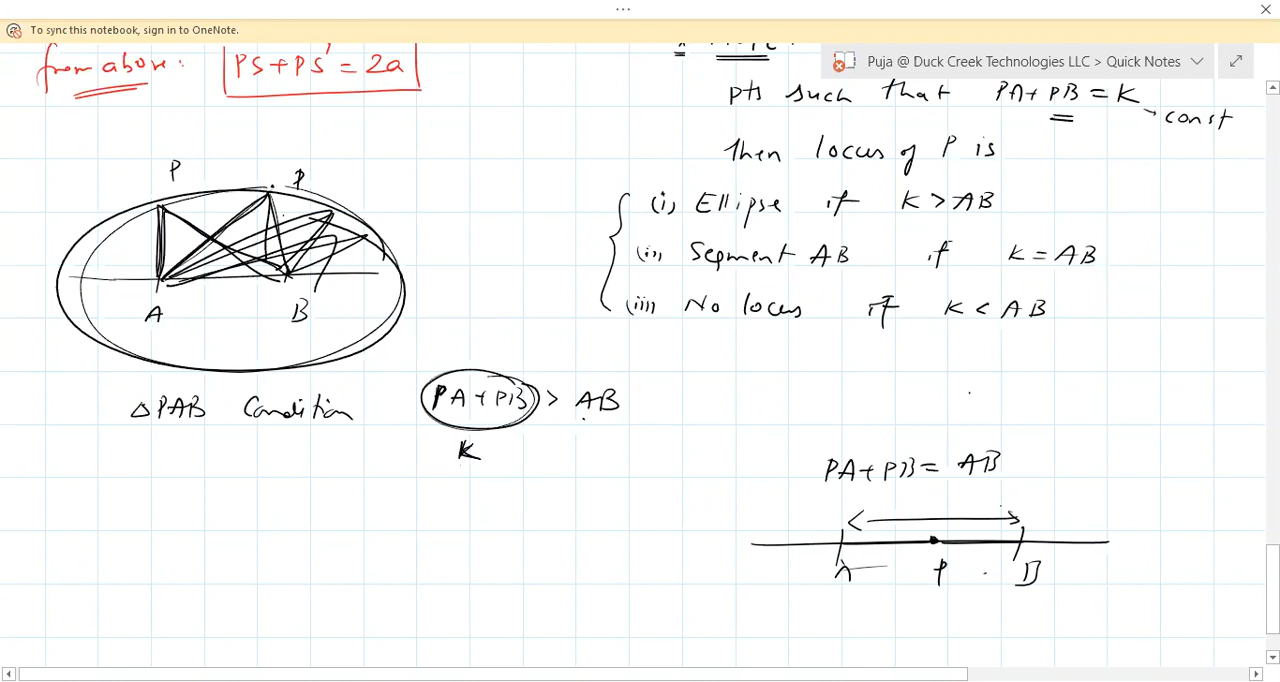 To sync this notebook, sign in to OneNote.
from above: PS + PS' = 2a
Puja @ Duck Creek Technologies LLC > Quick Notes
pts such that PA + PB = K → const
then locus of P is
(i) Ellipse if K > AB
(ii) Segment AB if K = AB
(iii) No locus if K < AB
P P
A B
△PAB Condition PA + PB > AB
K
PA + PB = AB
A P B